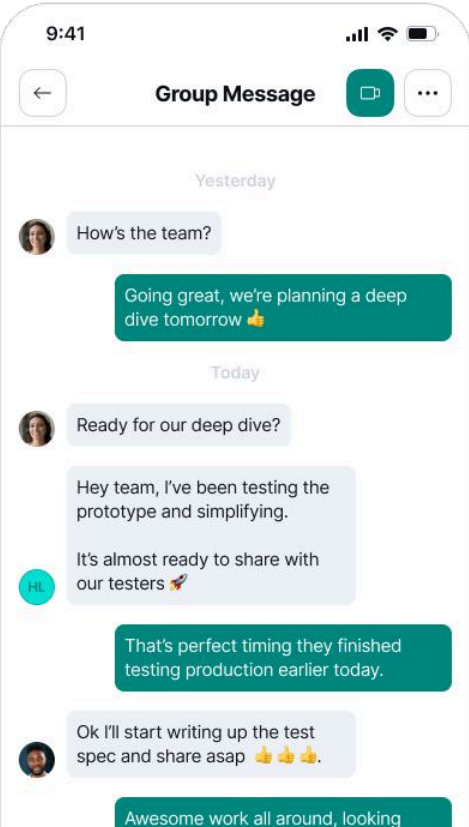 9:41
Group Message
Yesterday
How’s the team?
Going great, we’re planning a deep
dive tomorrow 👍
Today
Ready for our deep dive?
Hey team, I’ve been testing the
prototype and simplifying.
It’s almost ready to share with
our testers 🚀
HL
That’s perfect timing they finished
testing production earlier today.
Ok I’ll start writing up the test
spec and share asap 👍👍👍.
Awesome work all around, looking